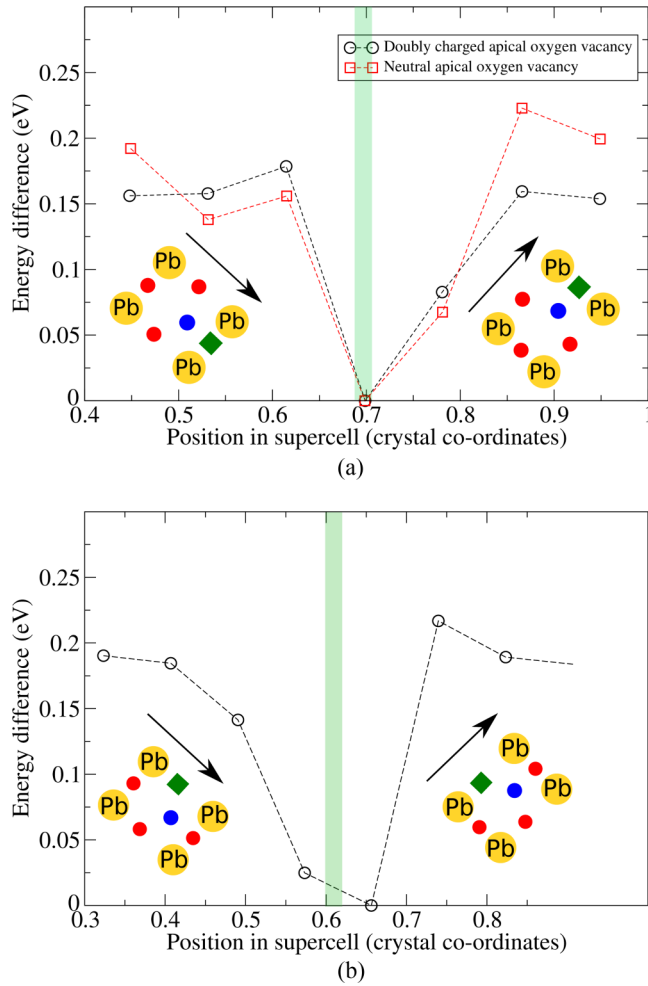 Energy difference (eV)
0.25
0.2
0.15
0.1
0.05
0
Doubly charged apical oxygen vacancy
Neutral apical oxygen vacancy
Pb
Pb
Pb
Pb
Pb
Pb
Pb
Pb
0.4 0.5 0.6 0.7 0.8 0.9 1
Position in supercell (crystal co-ordinates)
(a)
Energy difference (eV)
0.25
0.2
0.15
0.1
0.05
0
Pb
Pb
Pb
Pb
Pb
Pb
Pb
Pb
0.3 0.4 0.5 0.6 0.7 0.8
Position in supercell (crystal co-ordinates)
(b)